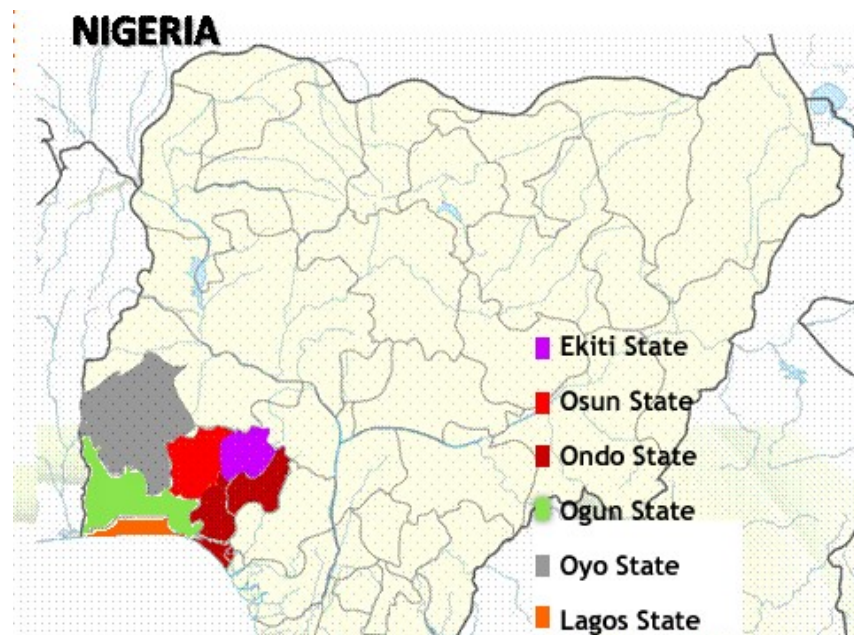 NIGERIA
Ekiti State
Osun State
Ondo State
Ogun State
Oyo State
Lagos State